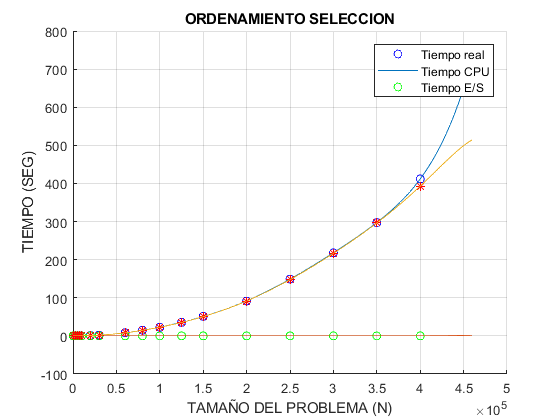 ORDENAMIENTO SELECCION
800
700
600
500
400
300
200
100
0
-100
TIEMPO (SEG)
Tiempo real
Tiempo CPU
Tiempo E/S
0 0.5 1 1.5 2 2.5 3 3.5 4 4.5 5
×10⁵
TAMAÑO DEL PROBLEMA (N)